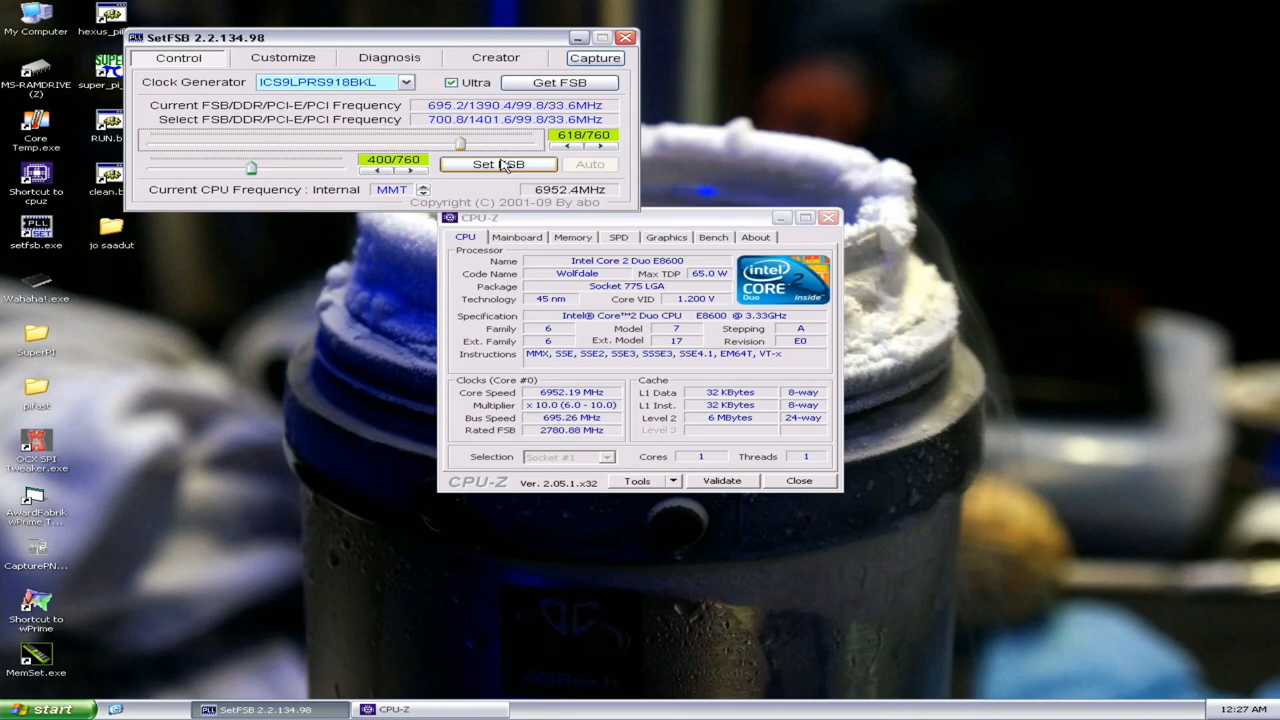 My Computer
hexus_pi
MS-RAMDRIVE
(Z)
super_pi_
Core
Temp.exe
RUN.b
Shortcut to
cpuz
clean.b
setfsb.exe
jo saadut
Wahaha!.exe
SuperPI
pifast
OCX SPI
Tweaker.exe
AwardFabrik
wPrime T...
CapturePN...
Shortcut to
wPrime
MemSet.exe
SetFSB 2.2.134.98
Control Customize Diagnosis Creator Capture
Clock Generator ICS9LPRS918BKL Ultra Get FSB
Current FSB/DDR/PCI-E/PCI Frequency 695.2/1390.4/99.8/33.6MHz
Select FSB/DDR/PCI-E/PCI Frequency 700.8/1401.6/99.8/33.6MHz
618/760
400/760 Set FSB Auto
Current CPU Frequency : Internal MMT 6952.4MHz
Copyright (C) 2001-09 By abo
CPU-Z
CPU Mainboard Memory SPD Graphics Bench About
Processor
Name Intel Core 2 Duo E8600
Code Name Wolfdale Max TDP 65.0 W
Package Socket 775 LGA
Technology 45 nm Core VID 1.200 V
intel CORE 2 Duo inside™
Specification Intel® Core™2 Duo CPU E8600 @ 3.33GHz
Family 6 Model 7 Stepping A
Ext. Family 6 Ext. Model 17 Revision E0
Instructions MMX, SSE, SSE2, SSE3, SSSE3, SSE4.1, EM64T, VT-x
Clocks (Core #0) Cache
Core Speed 6952.19 MHz L1 Data 32 KBytes 8-way
Multiplier x 10.0 (6.0 - 10.0) L1 Inst. 32 KBytes 8-way
Bus Speed 695.26 MHz Level 2 6 MBytes 24-way
Rated FSB 2780.88 MHz Level 3
Selection Socket #1 Cores 1 Threads 1
CPU-Z Ver. 2.05.1.x32 Tools Validate Close
start SetFSB 2.2.134.98 CPU-Z 12:27 AM